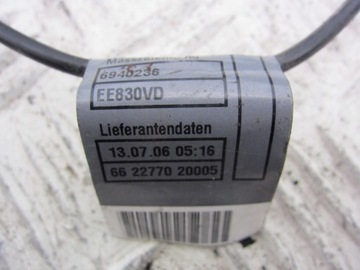 6940236
EE830VD
Lieferantendaten
13.07.06 05:16
66 22770 20005